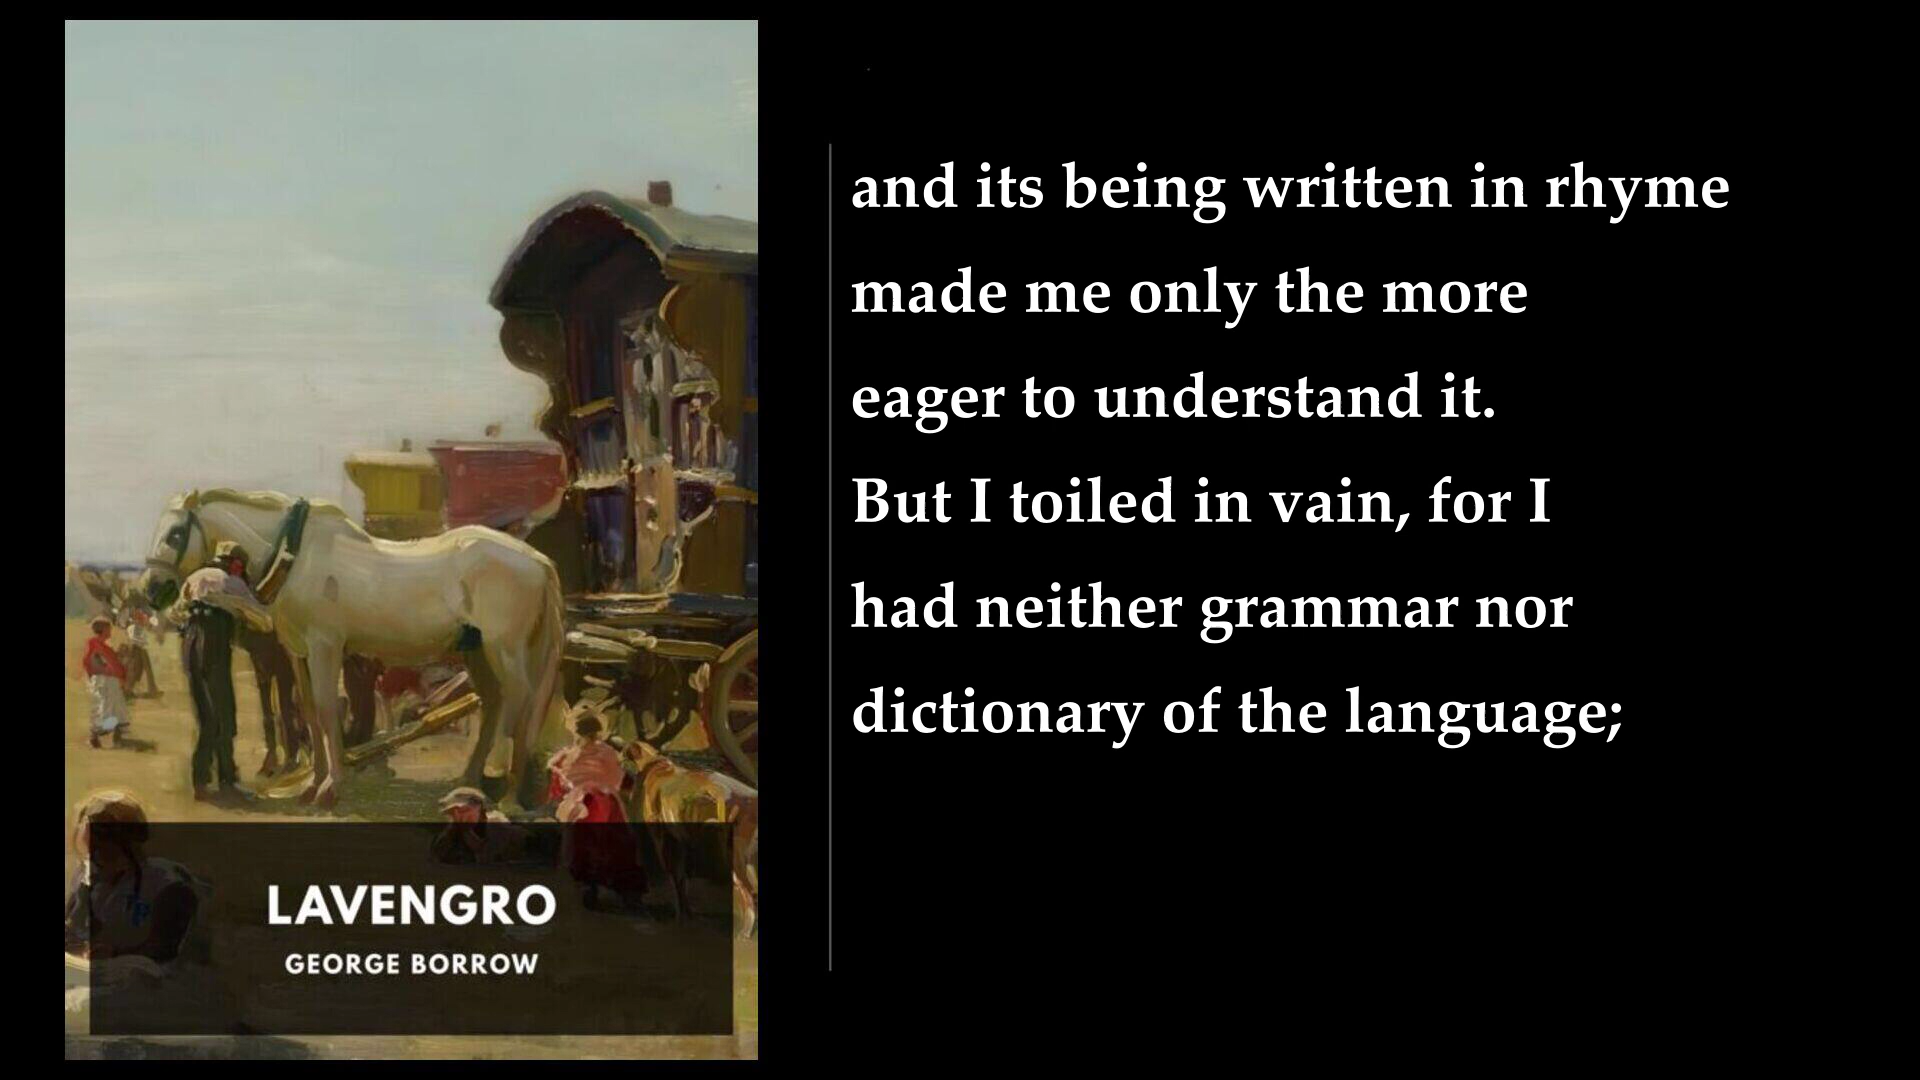 and its being written in rhyme
made me only the more
eager to understand it.
But I toiled in vain, for I
had neither grammar nor
dictionary of the language;
LAVENGRO
GEORGE BORROW